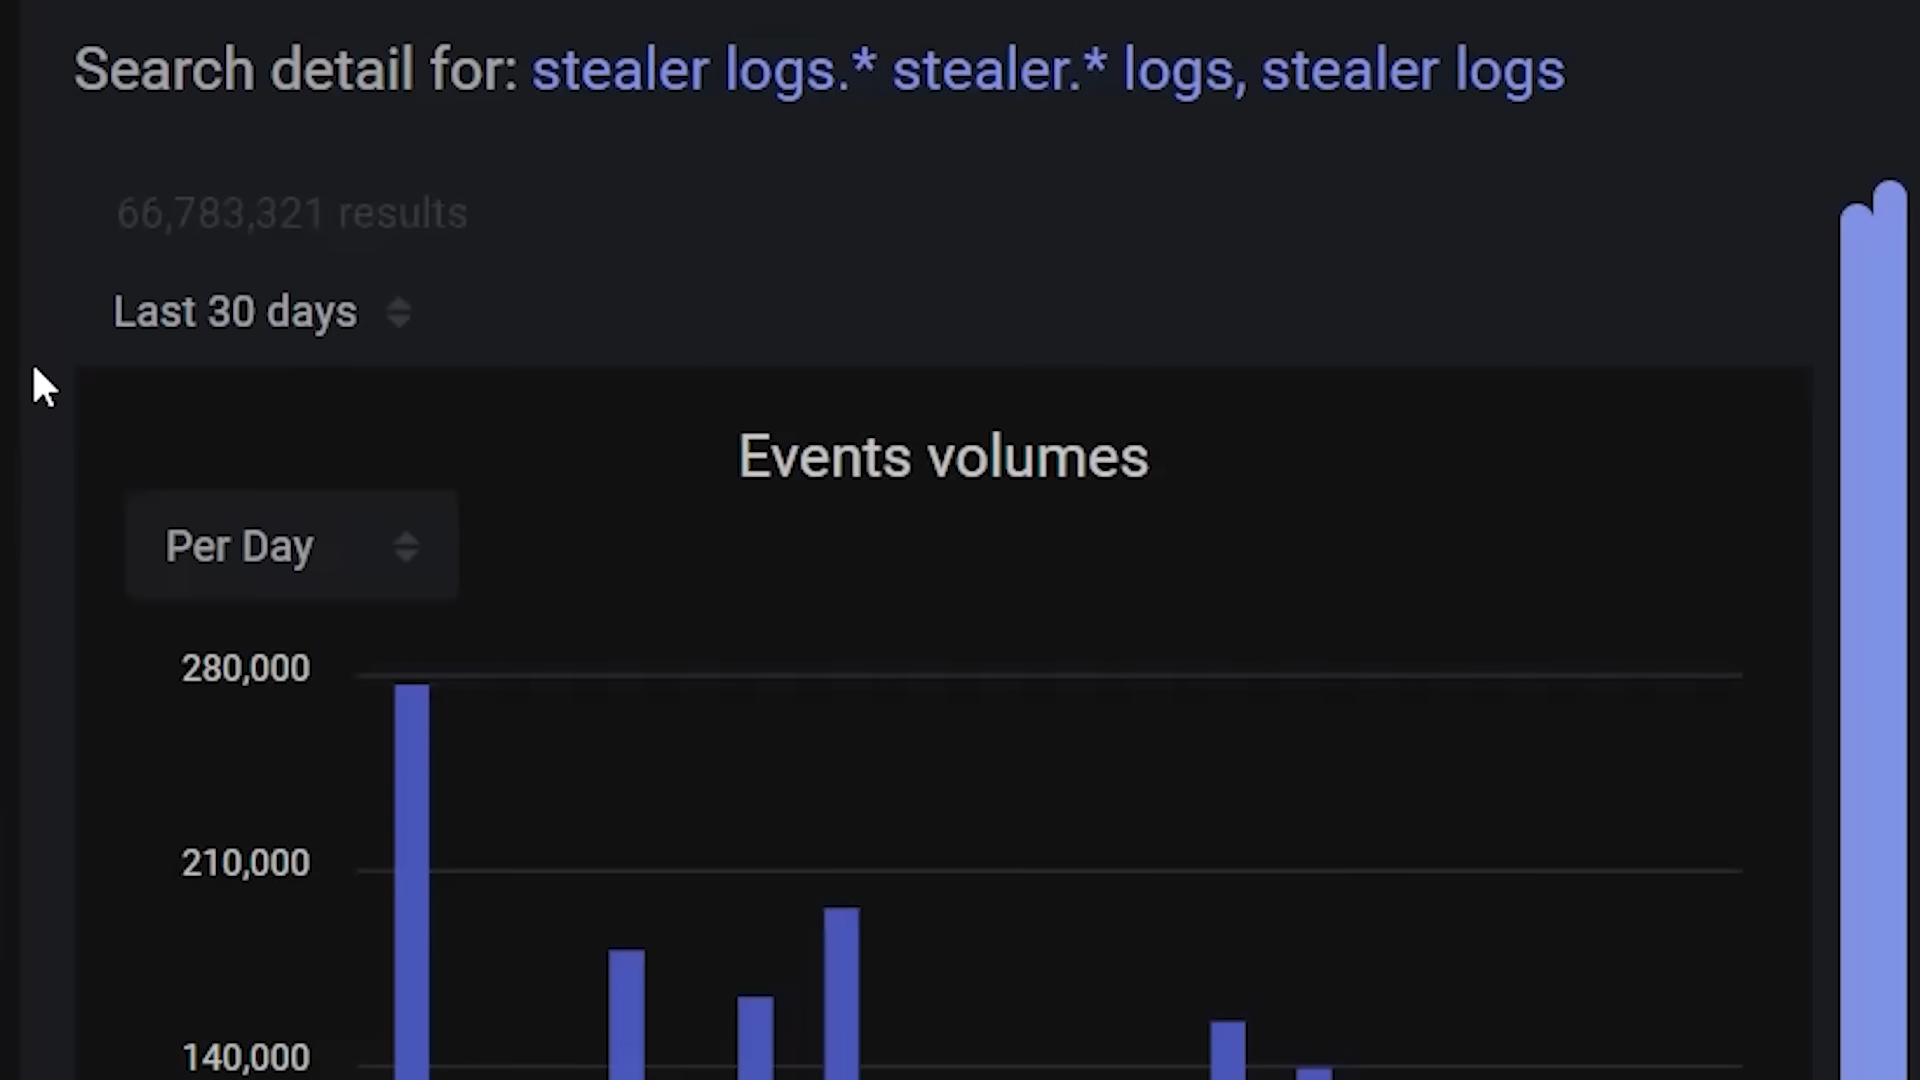 Search detail for: stealer logs.* stealer.* logs, stealer logs
66,783,321 results
Last 30 days
Events volumes
Per Day
280,000
210,000
140,000